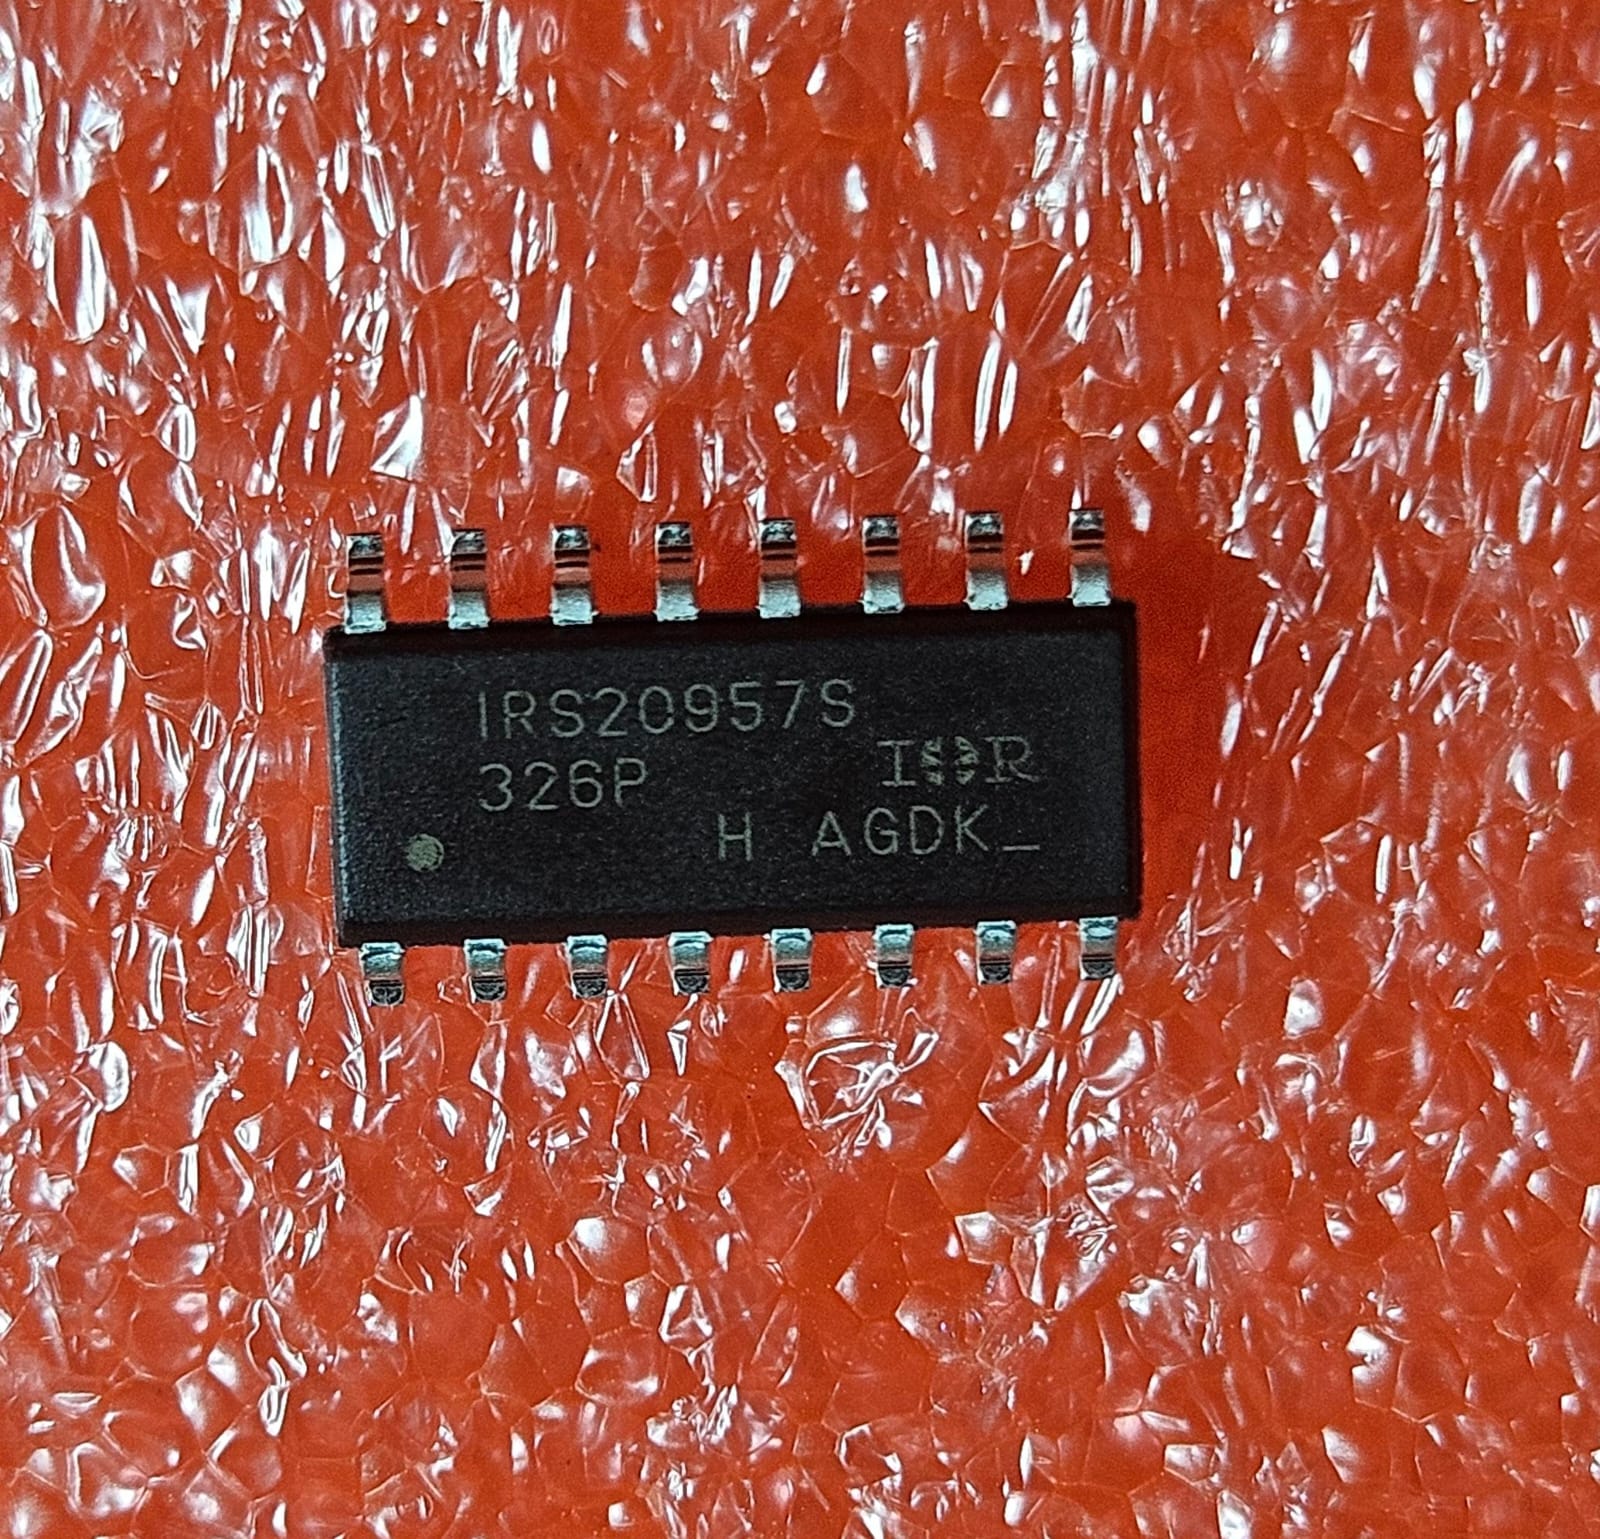 IRS20957S
326P
IOR
H AGDK_